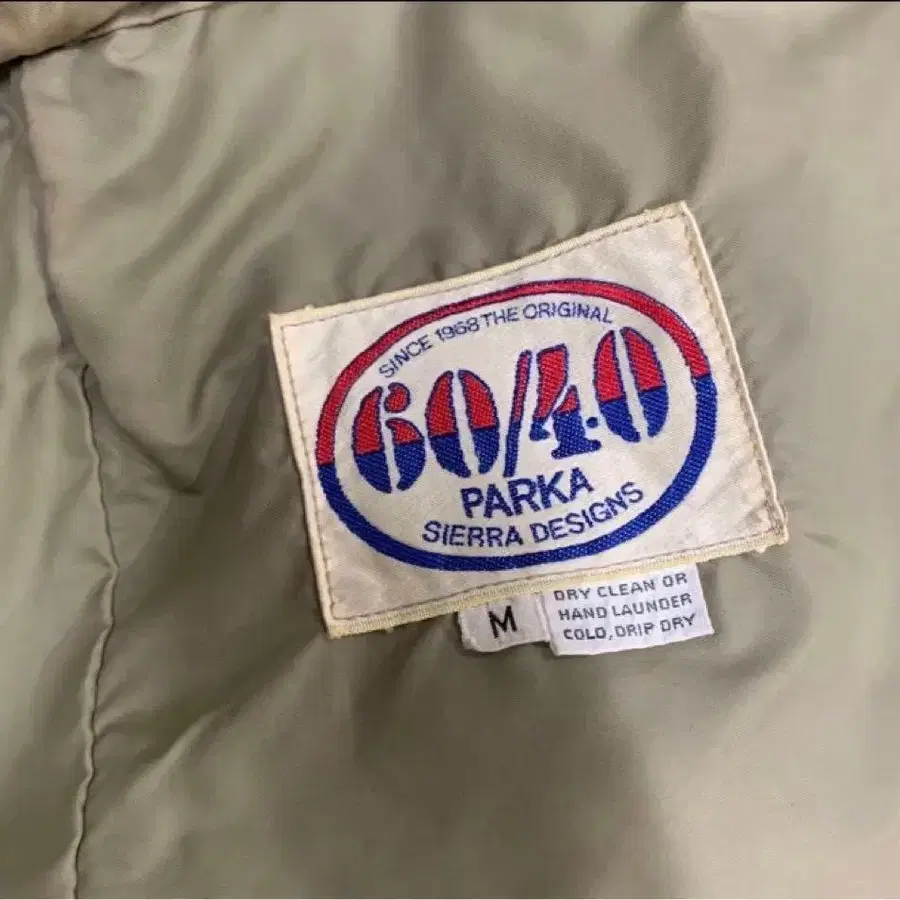 SINCE 1968 THE ORIGINAL
60/40
PARKA
SIERRA DESIGNS
M
DRY CLEAN OR
HAND LAUNDER
COLD, DRIP DRY